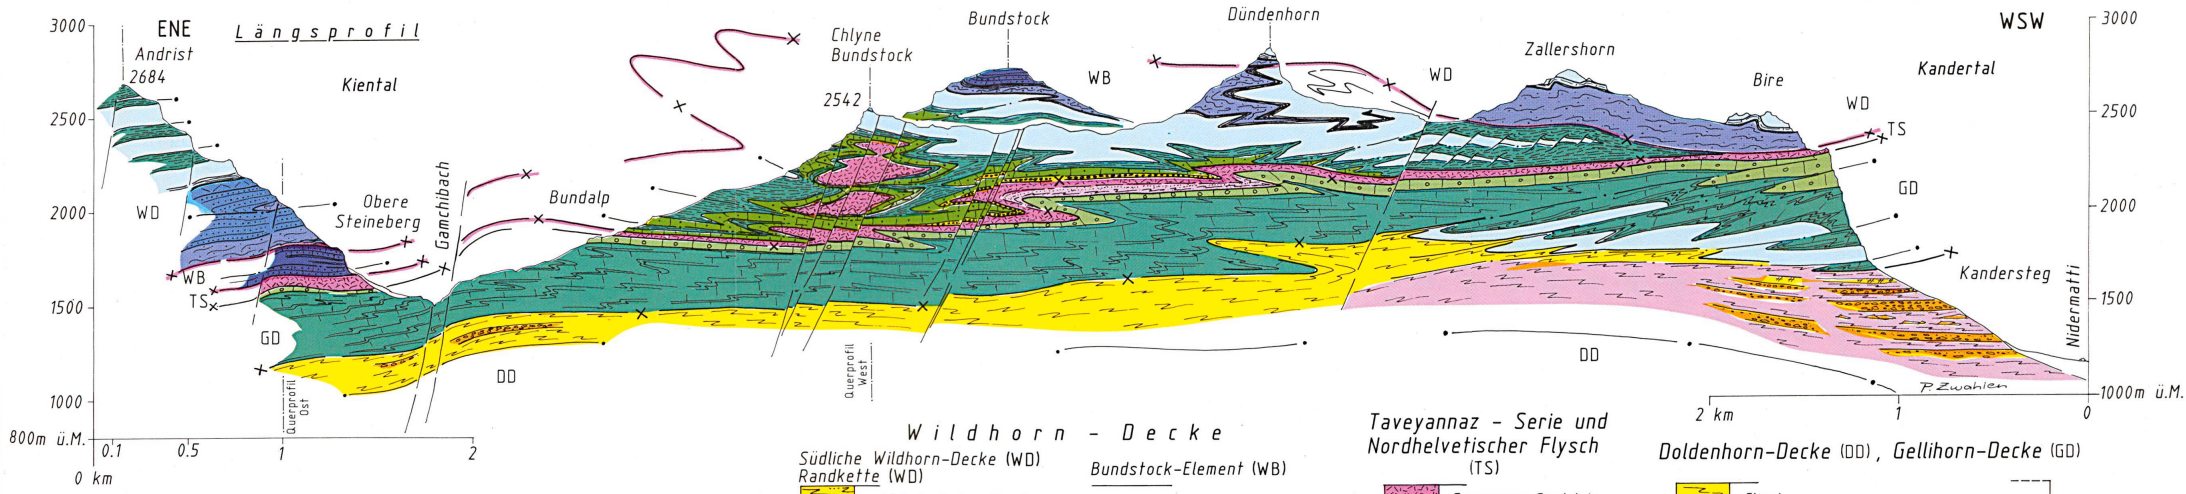 3000
ENE
Längsprofil
Andrist
2684
Kiental
Chlyne
Bundstock
2542
Bundstock
WB
Dündenhorn
WD
Zallershorn
Bire
WSW
Kandertal
3000
WD
TS
2500
2500
GD
2000
WD
Obere
Steineberg
Gamchibach
Bundalp
2000
WB
TS
Kandersteg
1500
1500
GD
Nidermatti
DD
DD
Querprofil
Ost
Querprofil
West
P. Zwahlen
1000
1000m ü.M.
800m ü.M.
0.1
0.5
1
2
0 km
2 km
1
0
Wildhorn - Decke
Südliche Wildhorn-Decke (WD)
Randkette (WD)
Bundstock-Element (WB)
Taveyannaz - Serie und
Nordhelvetischer Flysch
(TS)
Doldenhorn-Decke (DD), Gellihorn-Decke (GD)